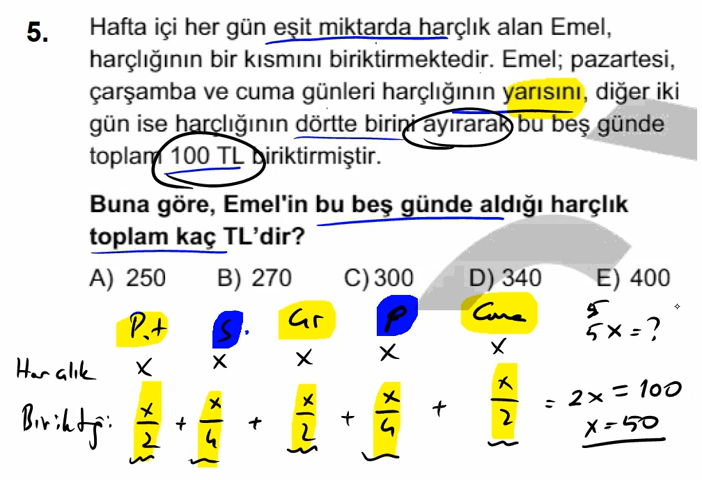 5. Hafta içi her gün eşit miktarda harçlık alan Emel,
harçlığının bir kısmını biriktirmektedir. Emel; pazartesi,
çarşamba ve cuma günleri harçlığının yarısını, diğer iki
gün ise harçlığının dörtte birini ayırarak bu beş günde
toplam 100 TL biriktirmiştir.
Buna göre, Emel'in bu beş günde aldığı harçlık
toplam kaç TL'dir?
A) 250 B) 270 C) 300 D) 340 E) 400
P.t S. Çr P Cuma 5x = ?
Harçlık x x x x x
Biriktği: x/2 + x/4 + x/2 + x/4 + x/2 = 2x = 100
x = 50